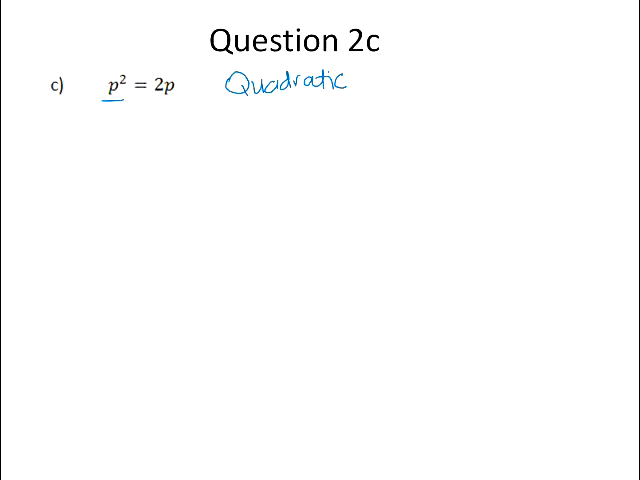 Question 2c
c) p² = 2p Quadratic